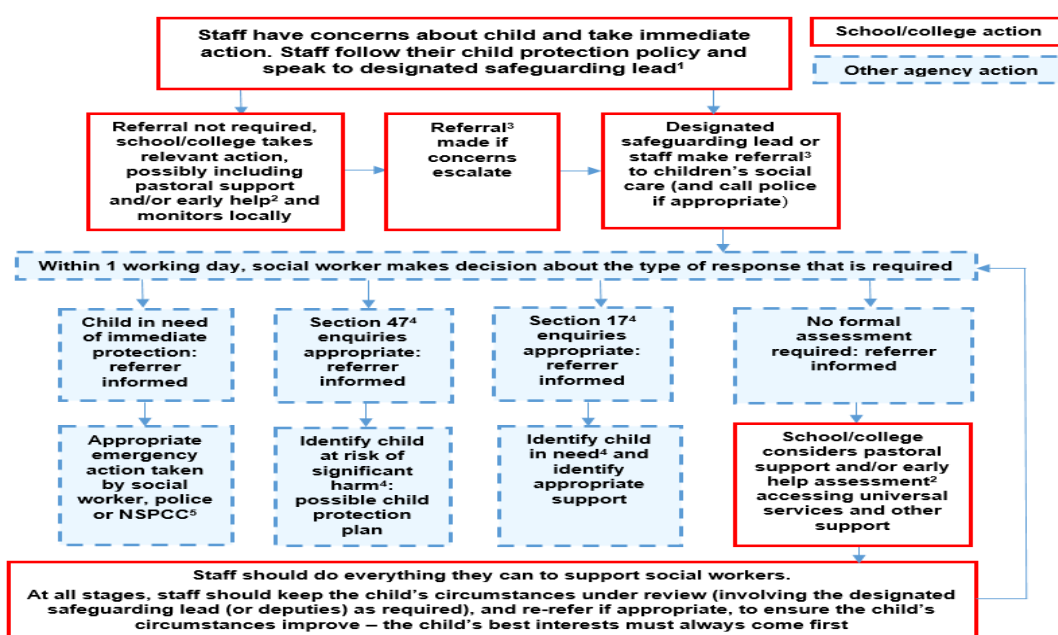 Staff have concerns about child and take immediate
action. Staff follow their child protection policy and
speak to designated safeguarding lead¹
School/college action
Other agency action
Referral not required,
school/college takes
relevant action,
possibly including
pastoral support
and/or early help² and
monitors locally
Referral³
made if
concerns
escalate
Designated
safeguarding lead or
staff make referral³
to children’s social
care (and call police
if appropriate)
Within 1 working day, social worker makes decision about the type of response that is required
Child in need
of immediate
protection:
referrer
informed
Section 47⁴
enquiries
appropriate:
referrer
informed
Section 17⁴
enquiries
appropriate:
referrer
informed
No formal
assessment
required: referrer
informed
Appropriate
emergency
action taken
by social
worker, police
or NSPCC⁵
Identify child
at risk of
significant
harm⁴:
possible child
protection
plan
Identify child
in need⁴ and
identify
appropriate
support
School/college
considers pastoral
support and/or early
help assessment²
accessing universal
services and other
support
Staff should do everything they can to support social workers.
At all stages, staff should keep the child’s circumstances under review (involving the designated
safeguarding lead (or deputies) as required), and re-refer if appropriate, to ensure the child’s
circumstances improve – the child’s best interests must always come first